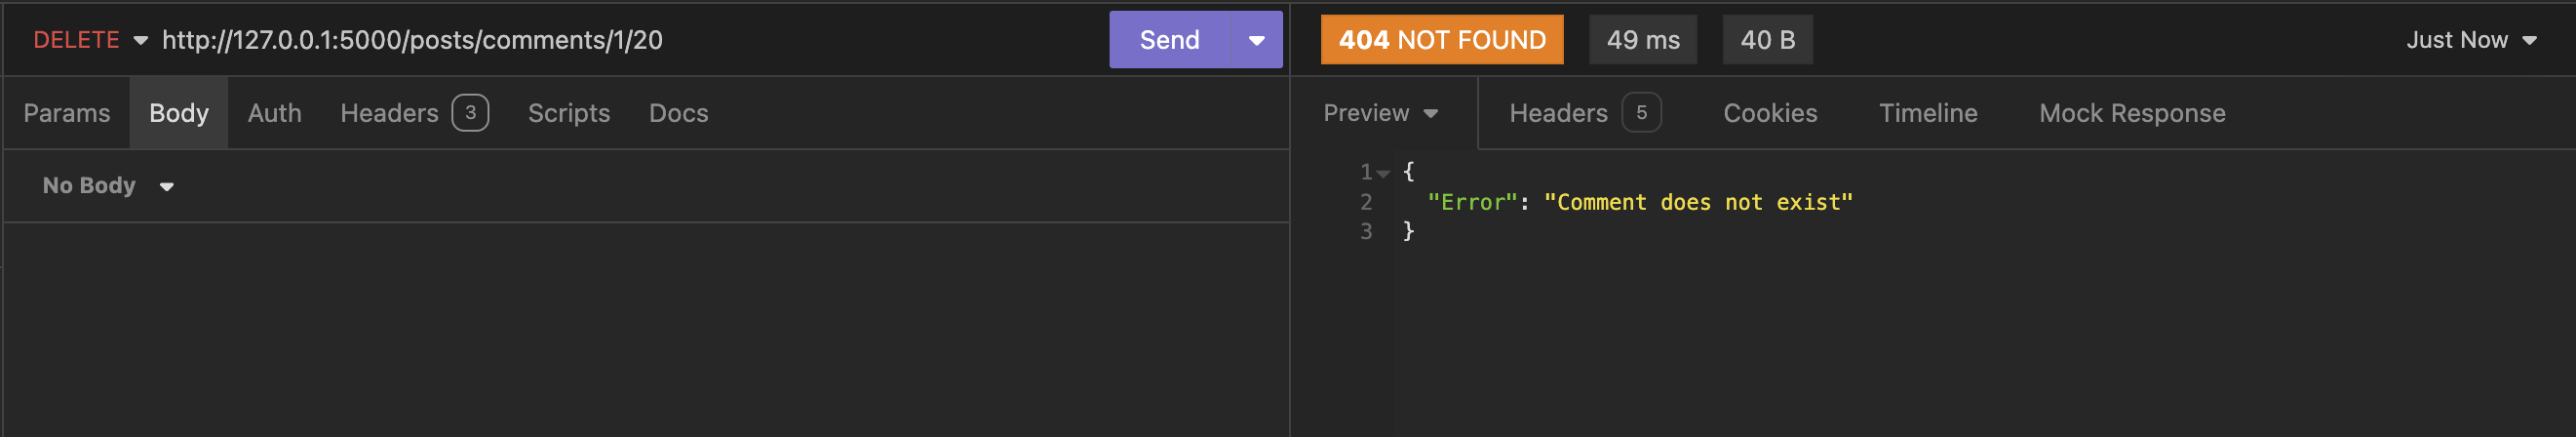 DELETE http://127.0.0.1:5000/posts/comments/1/20 Send
404 NOT FOUND 49 ms 40 B Just Now
Params Body Auth Headers 3 Scripts Docs
Preview Headers 5 Cookies Timeline Mock Response
No Body
1 {
2 "Error": "Comment does not exist"
3 }